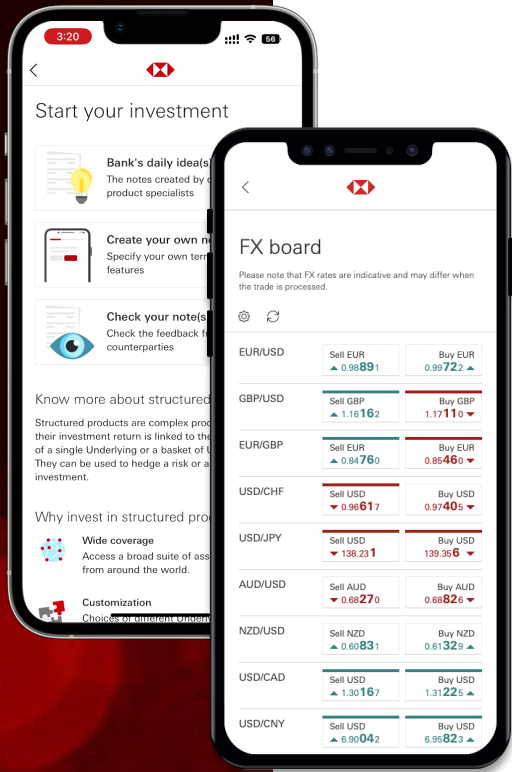 3:20
56
Start your investment
Bank's daily idea(s
The notes created by
product specialists
Create your own
Specify your own
features
Check your note(s
Check the feedback
counterparties
Know more about structured
Structured products are complex
their investment return is linked to the
of a single Underlying or a basket of
They can be used to hedge a risk or a
investment.
Why invest in structured
Wide coverage
Access a broad suite of
from around the world.
Customization
Choices of different
FX board
Please note that FX rates are indicative and may differ when
the trade is processed.
EUR/USD
Sell EUR
▲ 0.98891
Buy EUR
0.99722 ▲
GBP/USD
Sell GBP
▲ 1.16162
Buy GBP
1.17110 ▼
EUR/GBP
Sell EUR
▲ 0.84760
Buy EUR
0.85460 ▼
USD/CHF
Sell USD
▼ 0.96617
Buy USD
0.97405 ▼
USD/JPY
Sell USD
▼ 138.231
Buy USD
139.356 ▼
AUD/USD
Sell AUD
▼ 0.68270
Buy AUD
0.68826 ▼
NZD/USD
Sell NZD
▲ 0.60831
Buy NZD
0.61329 ▲
USD/CAD
Sell USD
▲ 1.30167
Buy USD
1.31225 ▲
USD/CNY
Sell USD
▲ 6.90042
Buy USD
6.95823 ▲